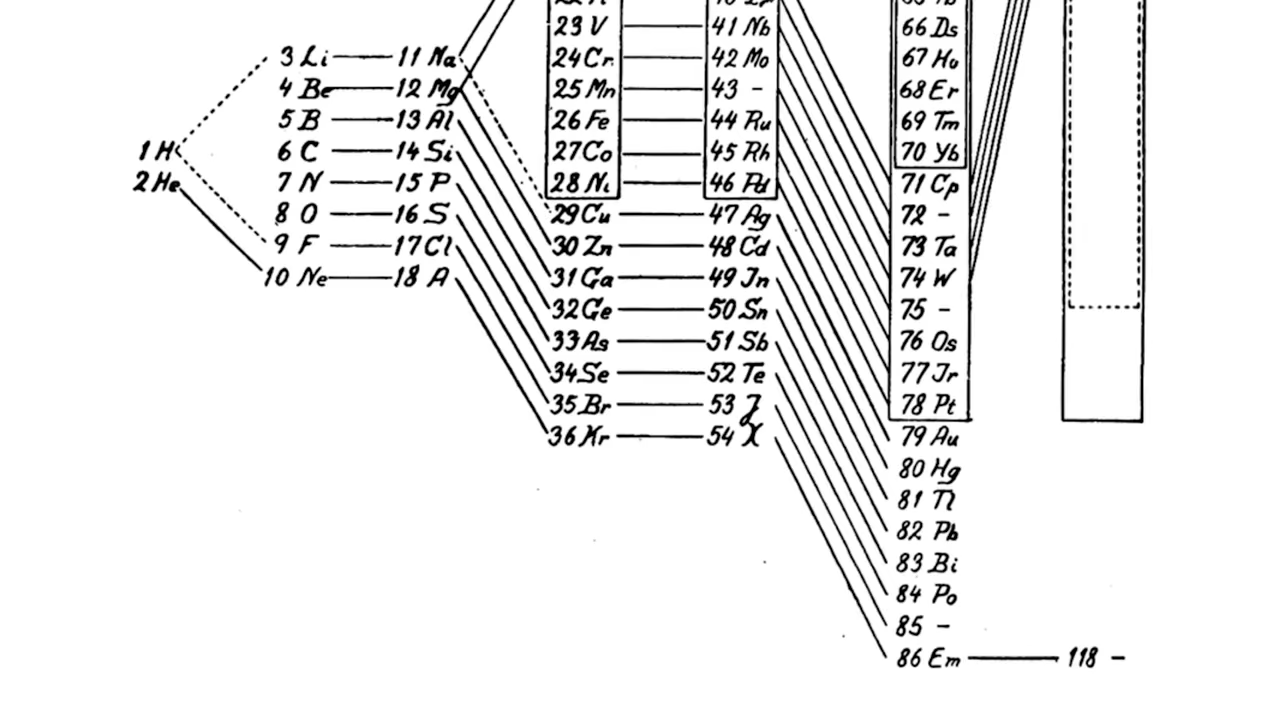 3 Li
4 Be
5 B
6 C
7 N
8 O
9 F
10 Ne
1 H
2 He
11 Na
12 Mg
13 Al
14 Si
15 P
16 S
17 Cl
18 A
23 V
24 Cr
25 Mn
26 Fe
27 Co
28 Ni
29 Cu
30 Zn
31 Ga
32 Ge
33 As
34 Se
35 Br
36 Kr
41 Nb
42 Mo
43 -
44 Ru
45 Rh
46 Pd
47 Ag
48 Cd
49 Jn
50 Sn
51 Sb
52 Te
53 J
54 X
66 Ds
67 Ho
68 Er
69 Tm
70 Yb
71 Cp
72 -
73 Ta
74 W
75 -
76 Os
77 Jr
78 Pt
79 Au
80 Hg
81 Tl
82 Pb
83 Bi
84 Po
85 -
86 Em
118 -